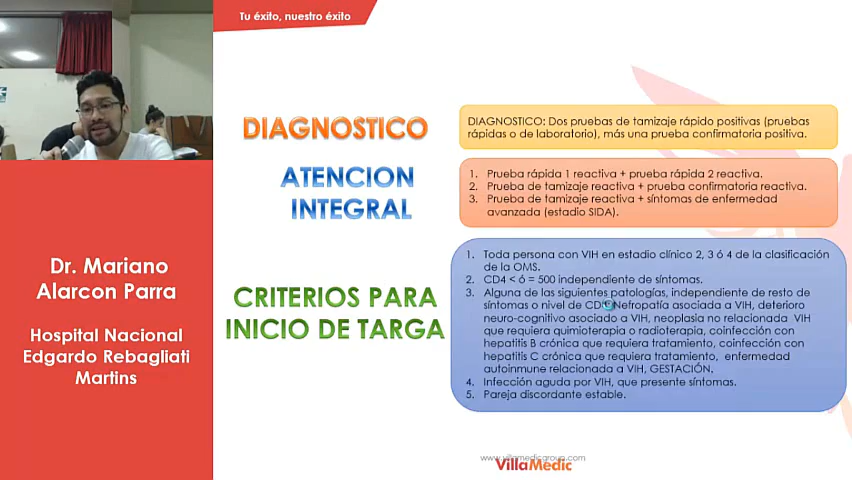 Tu éxito, nuestro éxito
DIAGNOSTICO
DIAGNOSTICO: Dos pruebas de tamizaje rápido positivas (pruebas
rápidas o de laboratorio), más una prueba confirmatoria positiva.
ATENCION
INTEGRAL
1. Prueba rápida 1 reactiva + prueba rápida 2 reactiva.
2. Prueba de tamizaje reactiva + prueba confirmatoria reactiva.
3. Prueba de tamizaje reactiva + síntomas de enfermedad
avanzada (estadio SIDA).
Dr. Mariano
Alarcon Parra
Hospital Nacional
Edgardo Rebagliati
Martins
CRITERIOS PARA
INICIO DE TARGA
1. Toda persona con VIH en estadio clínico 2, 3 ó 4 de la clasificación
de la OMS.
2. CD4 < ó = 500 independiente de síntomas.
3. Alguna de las siguientes patologías, independiente de resto de
síntomas o nivel de Nefropatía asociada a VIH, deterioro
neuro-cognitivo asociado a VIH, neoplasia no relacionada VIH
que requiera quimioterapia o radioterapia, coinfección con
hepatitis B crónica que requiera tratamiento, coinfección con
hepatitis C crónica que requiera tratamiento, enfermedad
autoinmune relacionada a VIH, GESTACIÓN.
4. Infección aguda por VIH, que presente síntomas.
5. Pareja discordante estable.
www.villamedicgroup.com
VillaMedic